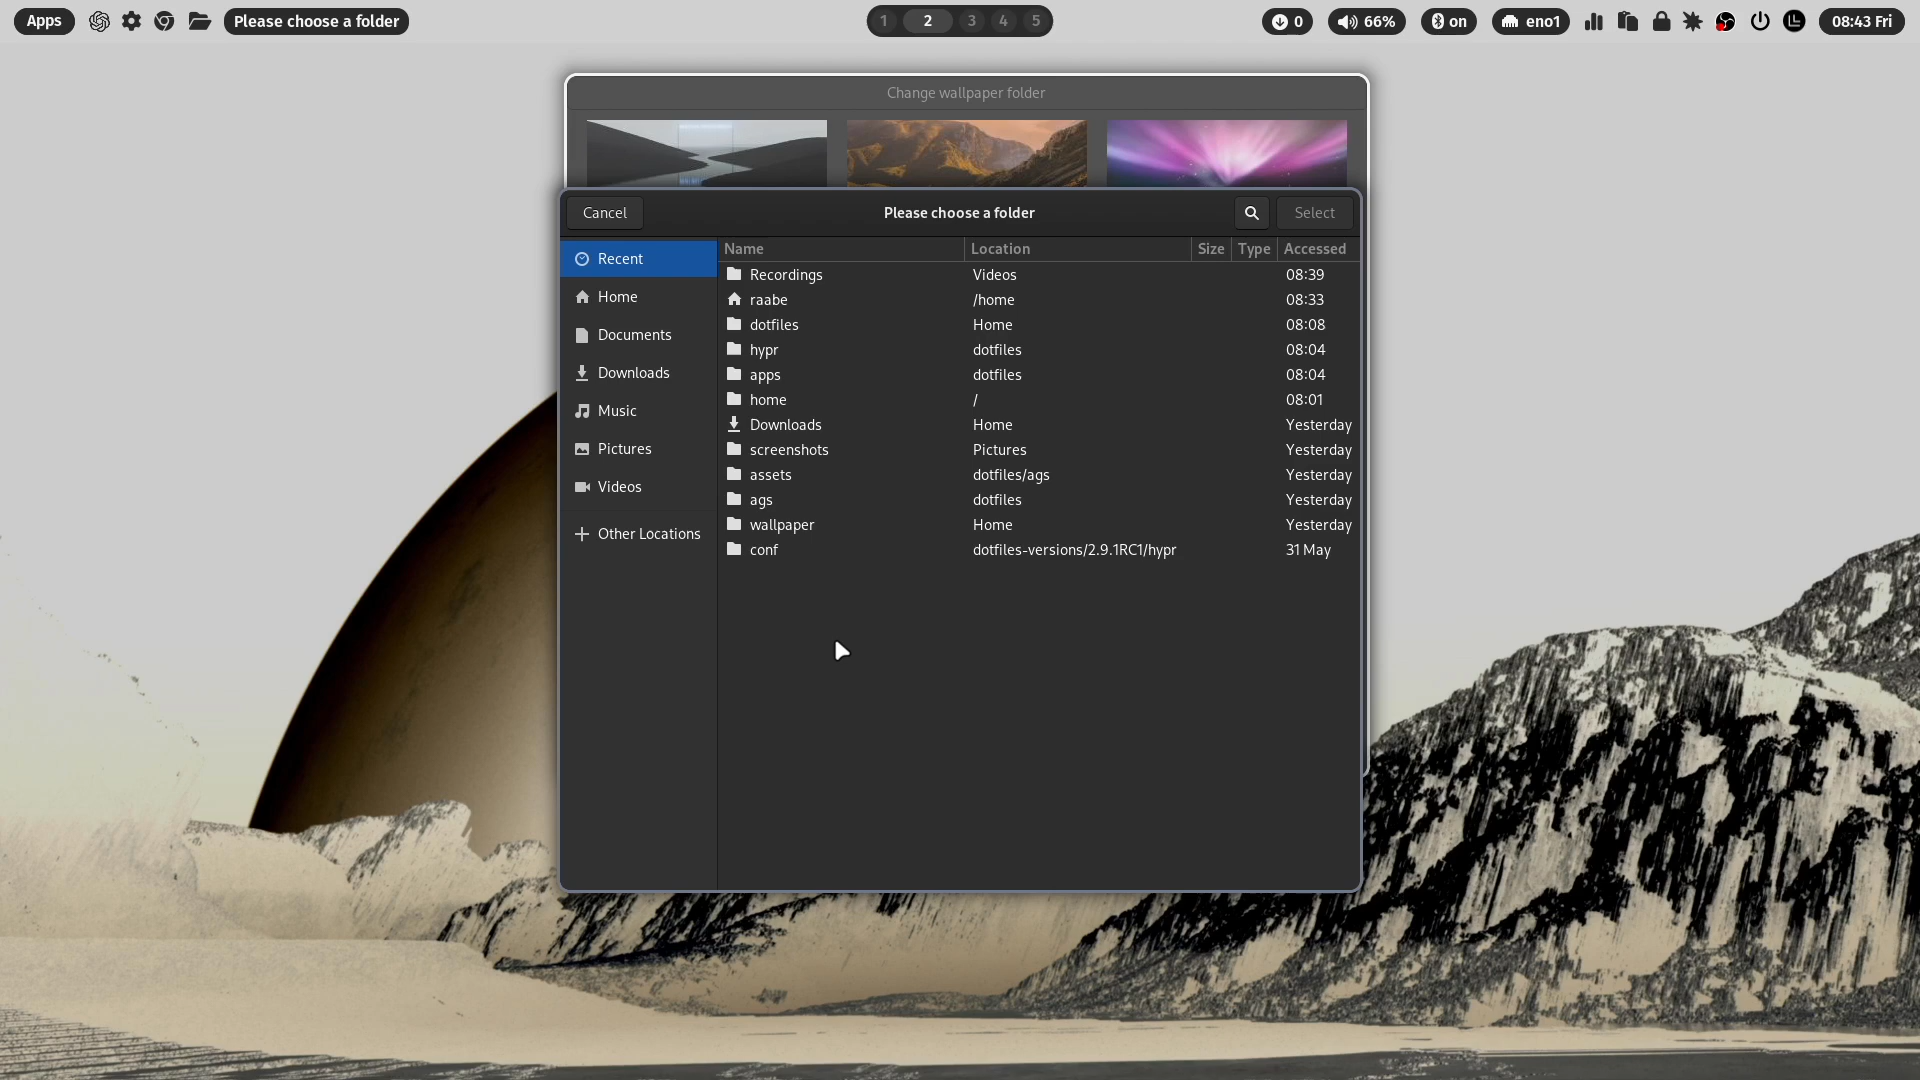 Apps Please choose a folder 1 2 3 4 5 0 66% on eno1 08:43 Fri
Change wallpaper folder
Cancel Please choose a folder Select
Recent
Home
Documents
Downloads
Music
Pictures
Videos
Other Locations
Name Location Size Type Accessed
Recordings Videos 08:39
raabe /home 08:33
dotfiles Home 08:08
hypr dotfiles 08:04
apps dotfiles 08:04
home / 08:01
Downloads Home Yesterday
screenshots Pictures Yesterday
assets dotfiles/ags Yesterday
ags dotfiles Yesterday
wallpaper Home Yesterday
conf dotfiles-versions/2.9.1RC1/hypr 31 May